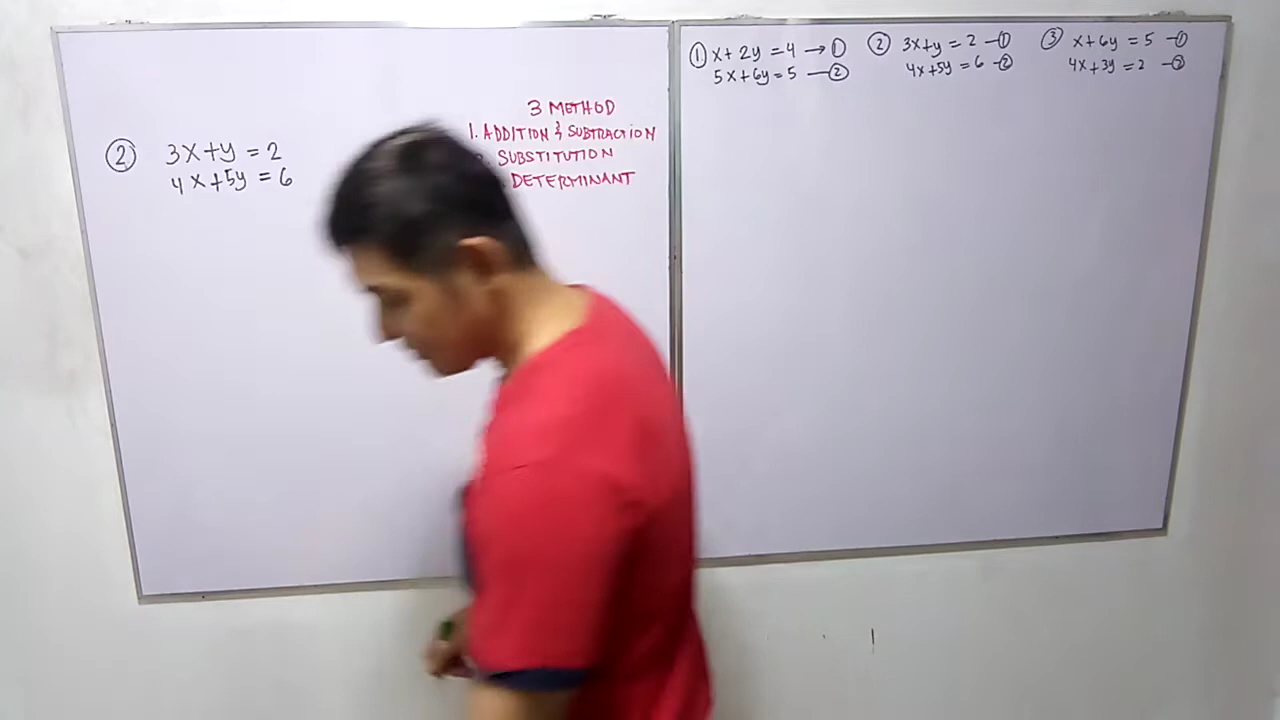 ② 3x+y = 2
4x+5y = 6
3 METHOD
1. ADDITION & SUBTRACTION
SUBSTITUTION
DETERMINANT
① x+2y = 4 → ①
5x+6y = 5 — ②
② 3x+y = 2 — ①
4x+5y = 6 — ②
③ x+6y = 5 — ①
4x+3y = 2 — ②